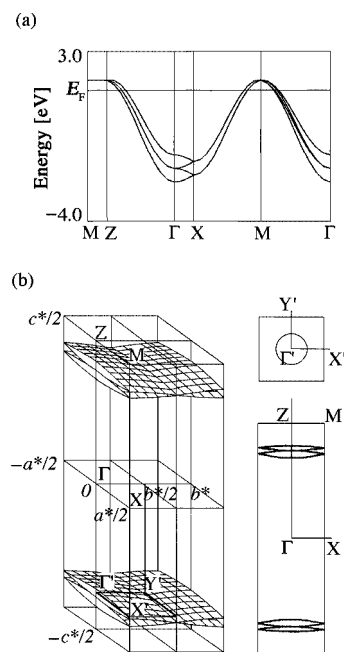 (a)
3.0
E_F
Energy [eV]
−4.0
M Z Γ X M Γ
(b)
c*/2
Z
M
−a*/2
Γ
0
X
b*/2
b*
a*/2
Γ'
Y'
X'
−c*/2
Y'
Γ'
X'
Z
M
Γ
X